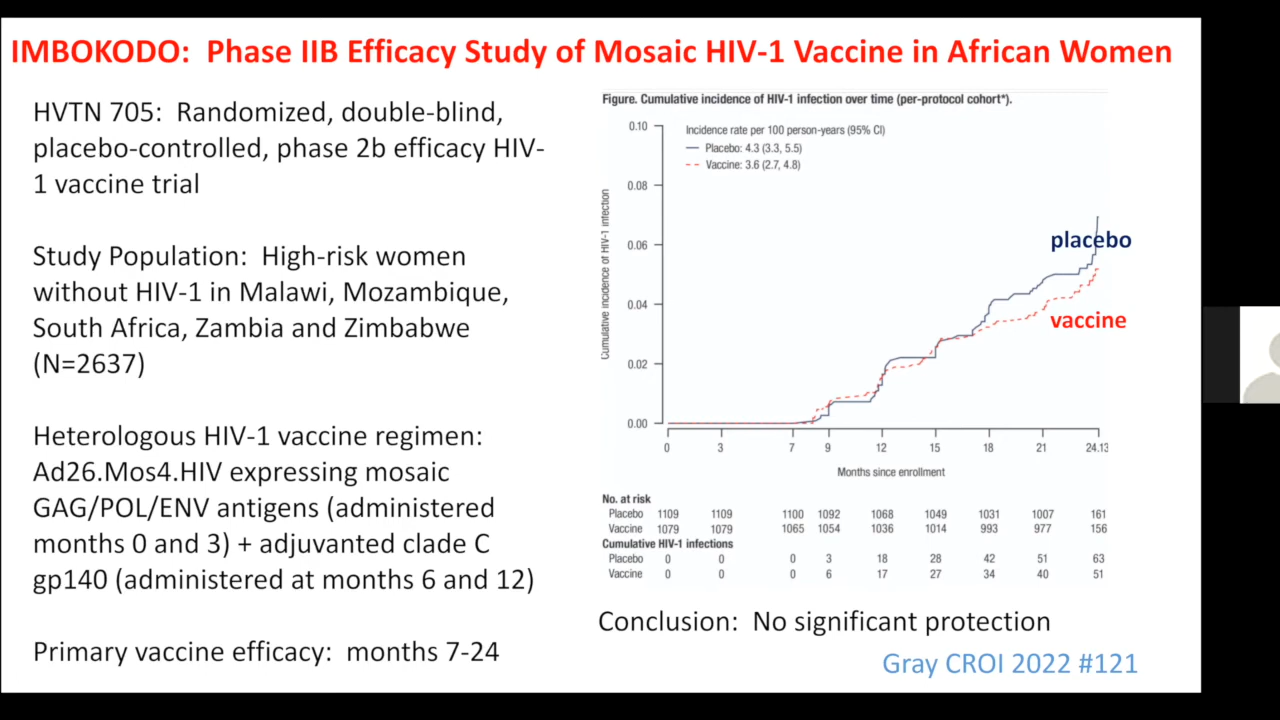 IMBOKODO: Phase IIB Efficacy Study of Mosaic HIV-1 Vaccine in African Women
HVTN 705: Randomized, double-blind,
placebo-controlled, phase 2b efficacy HIV-
1 vaccine trial
Study Population: High-risk women
without HIV-1 in Malawi, Mozambique,
South Africa, Zambia and Zimbabwe
(N=2637)
Heterologous HIV-1 vaccine regimen:
Ad26.Mos4.HIV expressing mosaic
GAG/POL/ENV antigens (administered
months 0 and 3) + adjuvanted clade C
gp140 (administered at months 6 and 12)
Primary vaccine efficacy: months 7-24
Figure. Cumulative incidence of HIV-1 infection over time (per-protocol cohort*).
Incidence rate per 100 person-years (95% CI)
Placebo: 4.3 (3.3, 5.5)
Vaccine: 3.6 (2.7, 4.8)
Cumulative incidence of HIV-1 infection
0.10
0.08
0.06
0.04
0.02
0.00
placebo
vaccine
0 3 7 9 12 15 18 21 24.13
Months since enrollment
No. at risk
Placebo 1109 1109 1100 1092 1068 1049 1031 1007 161
Vaccine 1079 1079 1065 1054 1036 1014 993 977 156
Cumulative HIV-1 infections
Placebo 0 0 0 3 18 28 42 51 63
Vaccine 0 0 0 6 17 27 34 40 51
Conclusion: No significant protection
Gray CROI 2022 #121